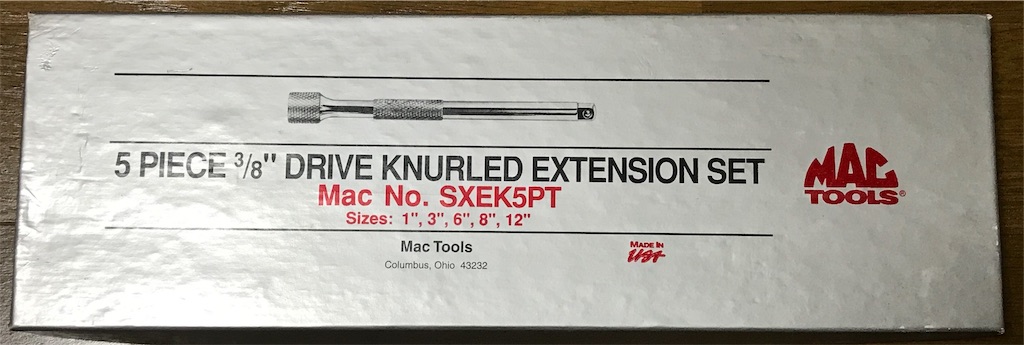 5 PIECE 3/8" DRIVE KNURLED EXTENSION SET
Mac No. SXEK5PT
Sizes: 1", 3", 6", 8", 12"
MAC
TOOLS®
Mac Tools
Columbus, Ohio 43232
MADE IN
USA